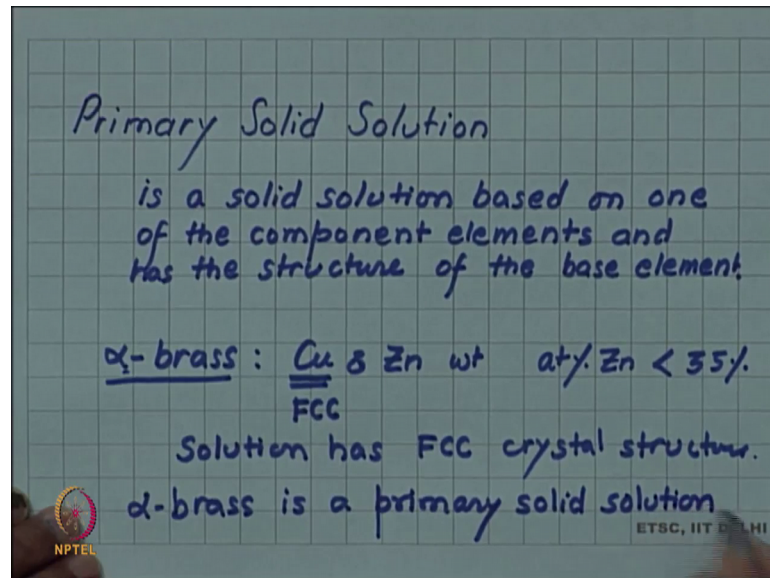 Primary Solid Solution
is a solid solution based on one
of the component elements and
has the structure of the base element.
α-brass : Cu & Zn wt at% Zn < 35%.
FCC
Solution has FCC crystal structure.
α-brass is a primary solid solution
ETSC, IIT DELHI
NPTEL